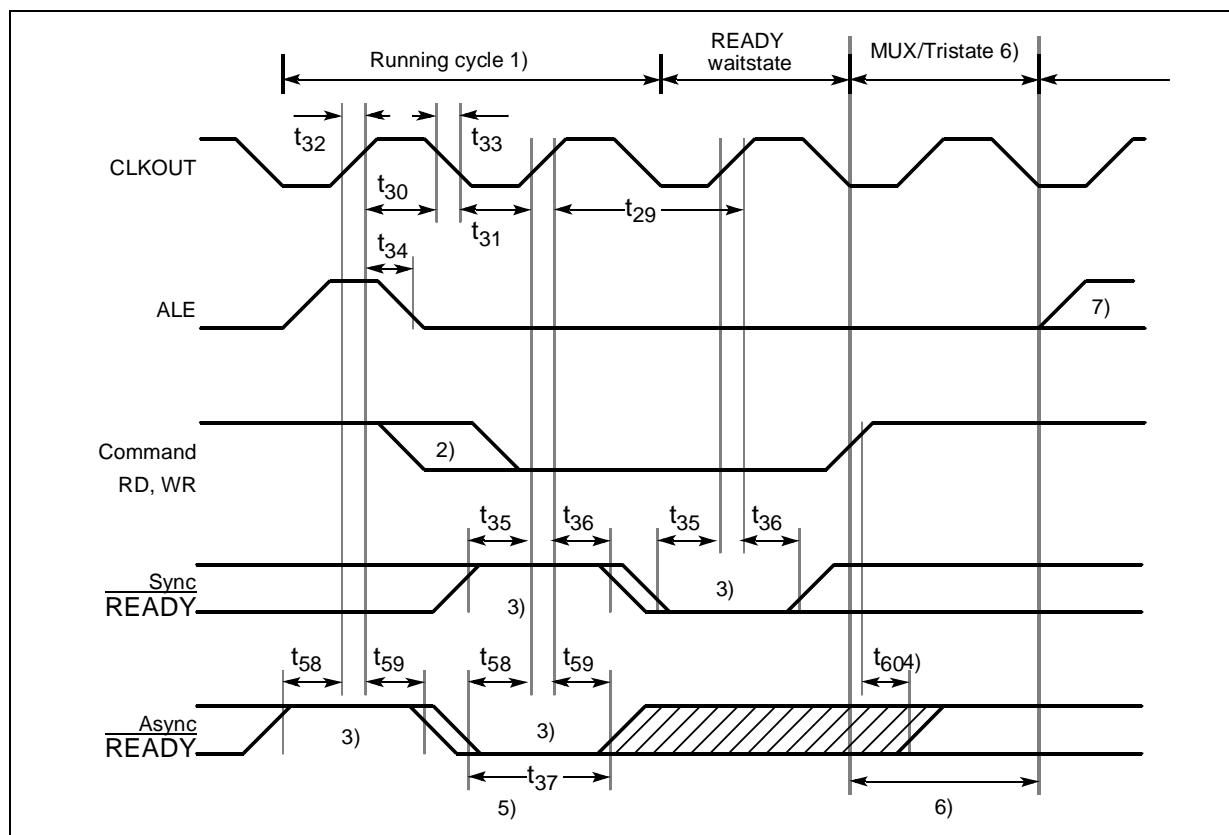 Running cycle 1)
READY
waitstate
MUX/Tristate 6)
t32
t33
CLKOUT
t30
t31
t29
t34
ALE
7)
Command
RD, WR
2)
t35
t36
t35
t36
Sync
READY
3)
3)
t58
t59
t58
t59
t604)
Async
READY
3)
3)
t37
5)
6)